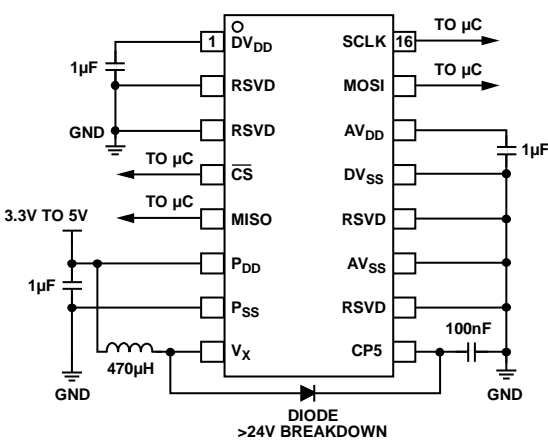 TO µC
1 DVDD SCLK 16
1µF
TO µC
RSVD MOSI
GND
RSVD AVDD
1µF
TO µC
CS DVSS
TO µC
3.3V TO 5V
MISO RSVD
PDD AVSS
1µF
PSS RSVD
100nF
VX CP5
470µH
GND
GND
DIODE
>24V BREAKDOWN